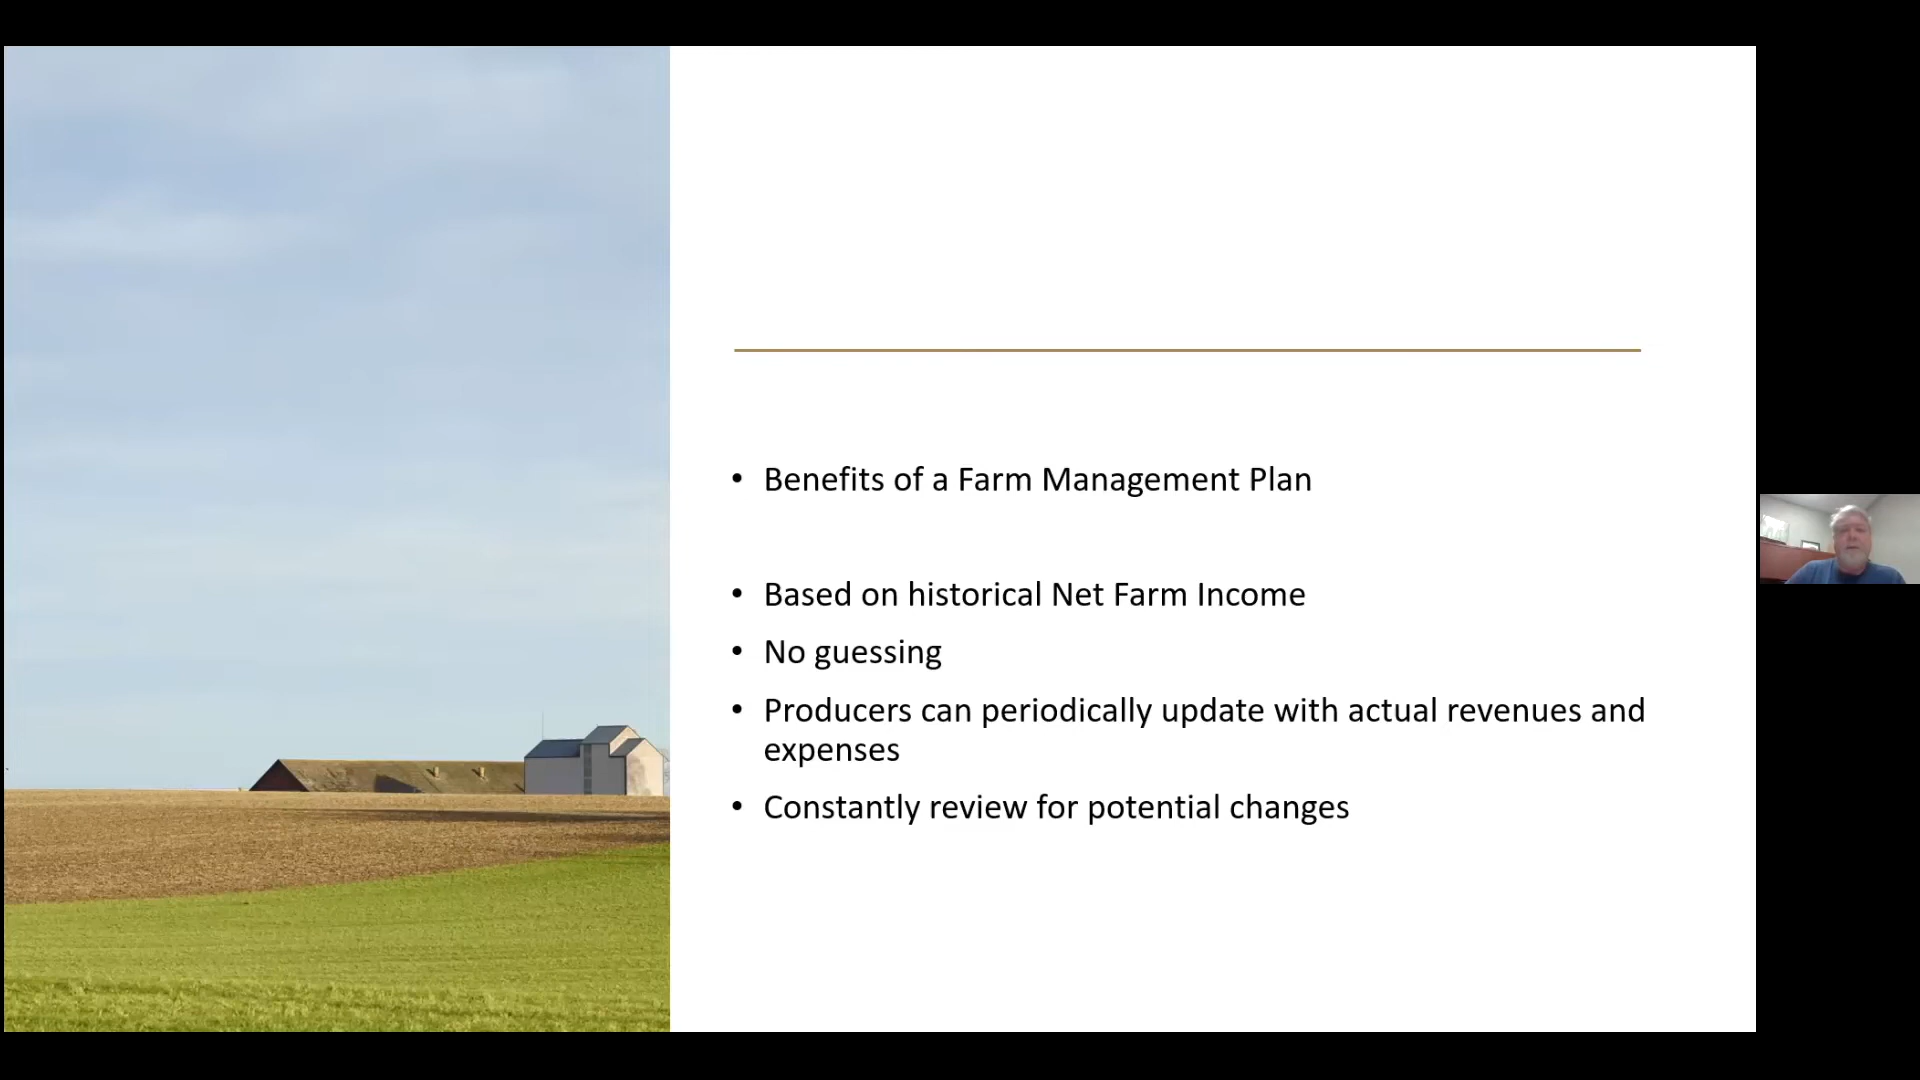 • Benefits of a Farm Management Plan
• Based on historical Net Farm Income
• No guessing
• Producers can periodically update with actual revenues and
expenses
• Constantly review for potential changes